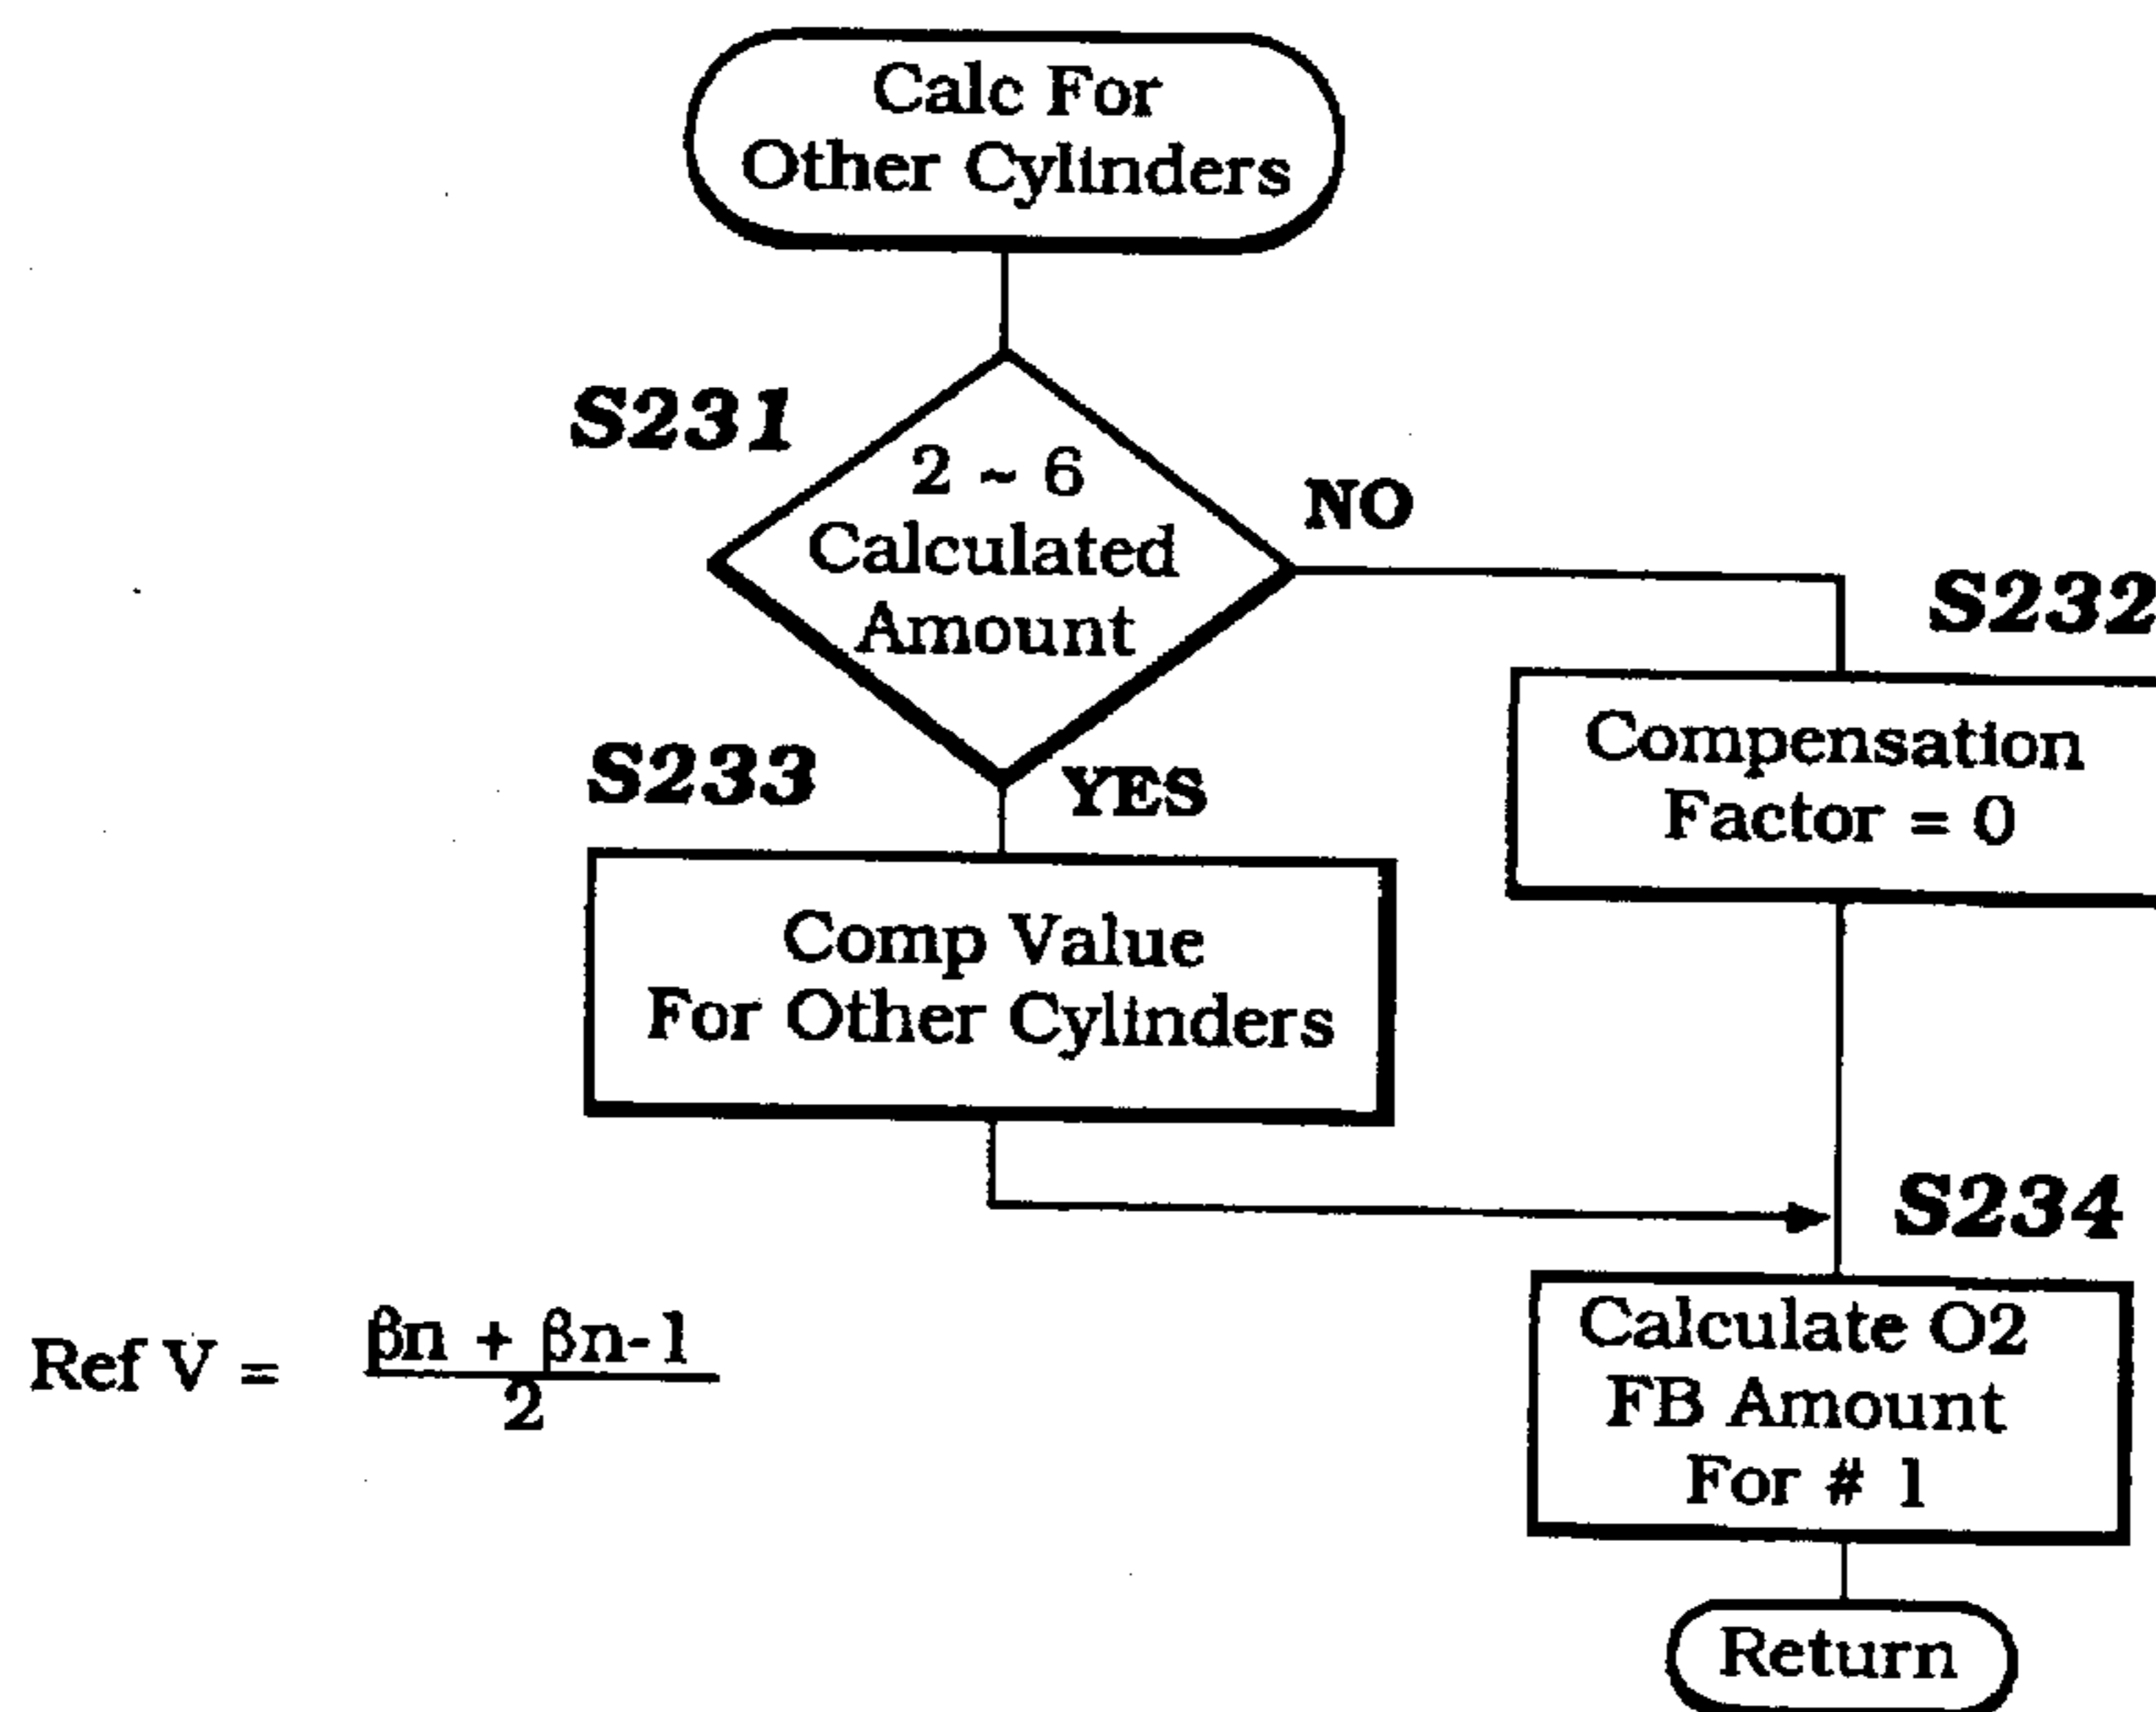 Calc For
Other Cylinders
S231
2 ~ 6
Calculated
Amount
NO
S232
Compensation
Factor = 0
S233
YES
Comp Value
For Other Cylinders
S234
Calculate O2
FB Amount
For # 1
Ref V = βn + βn-1
2
Return